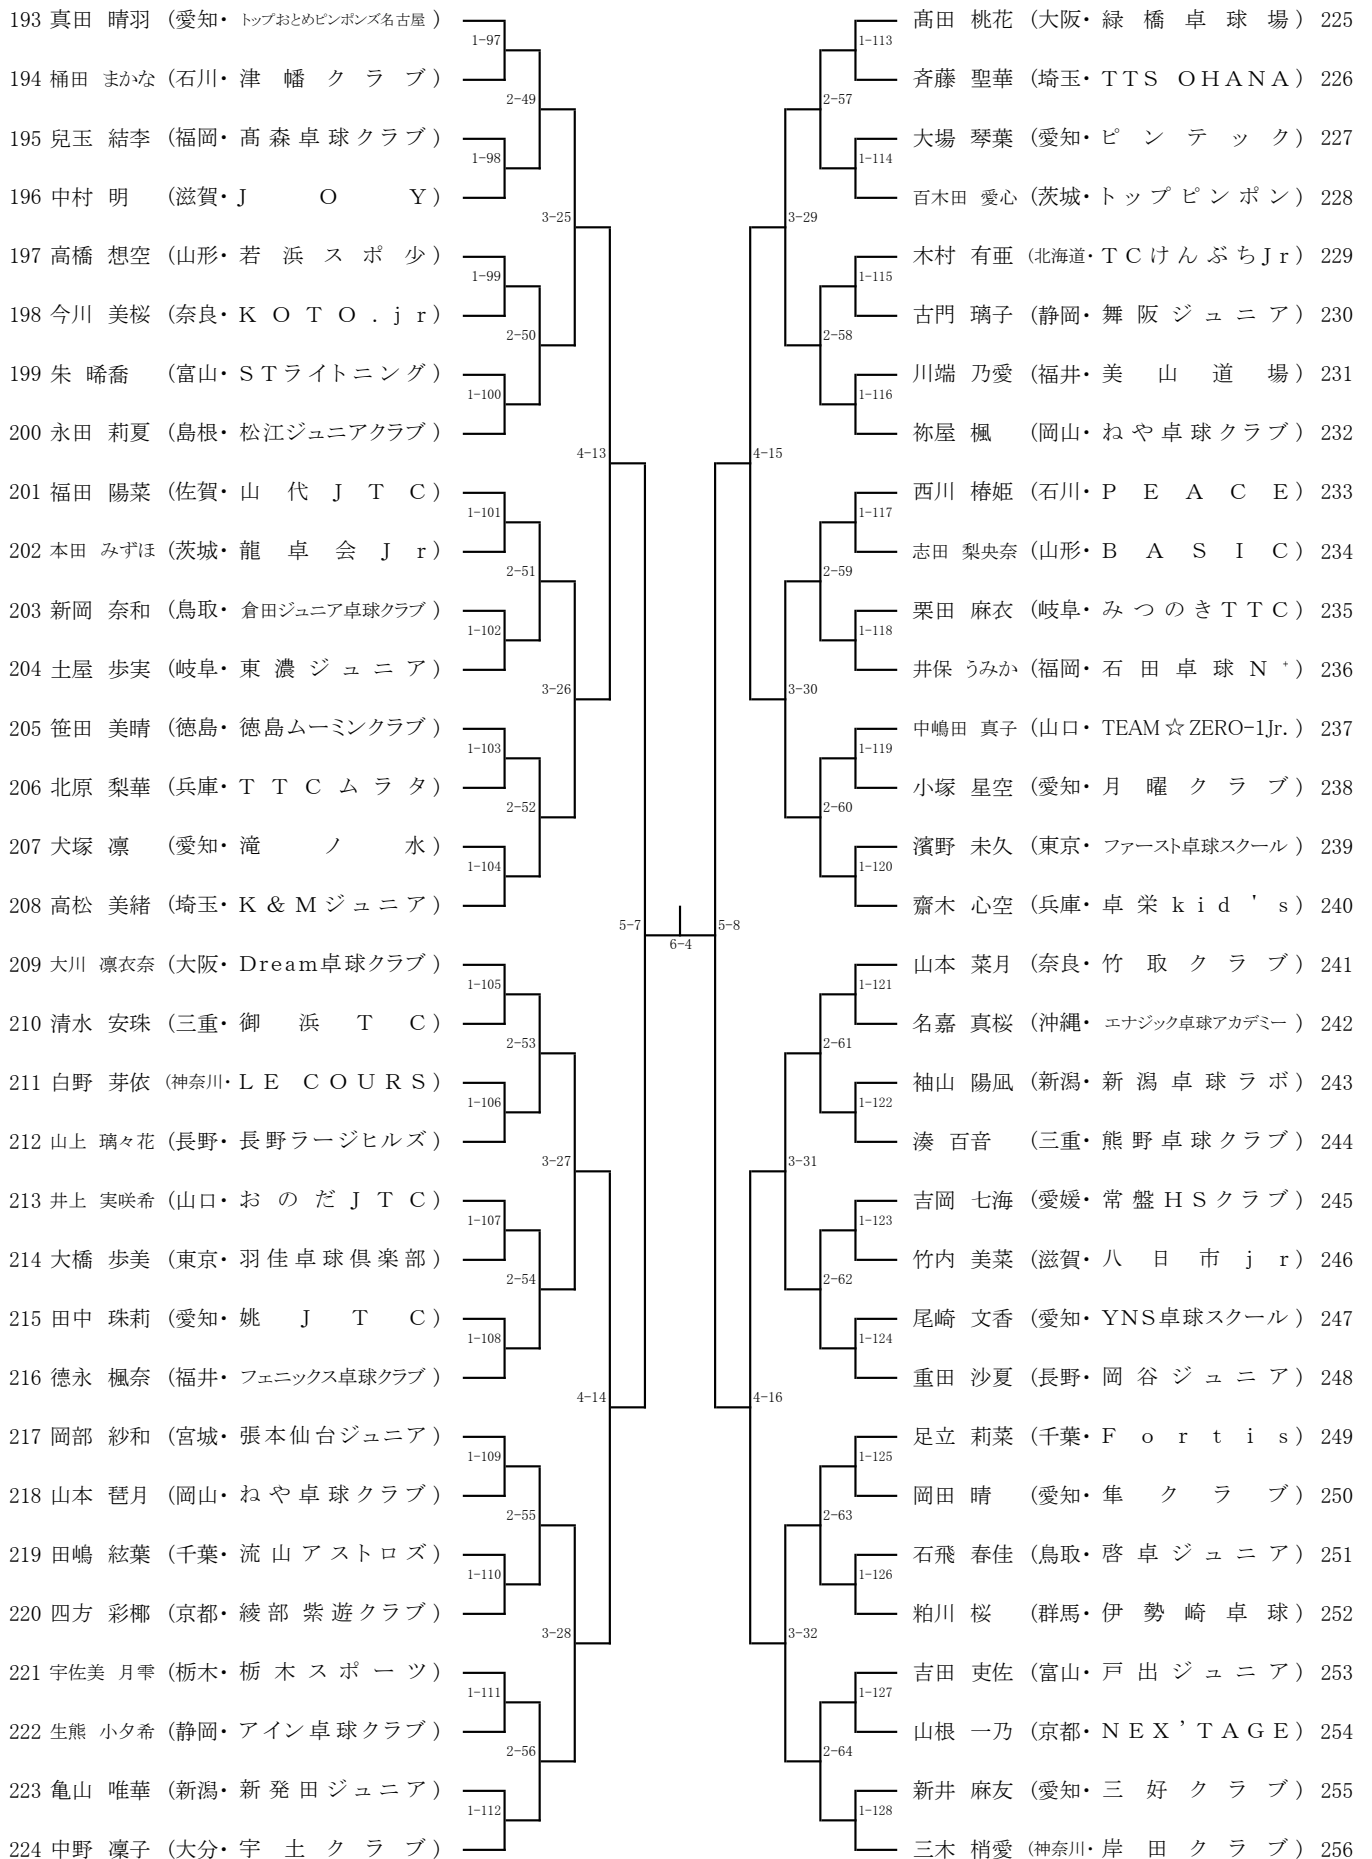 193 真田 晴羽 (愛知・トップおとめピンポンズ名古屋)
1-97
194 桶田 まかな (石川・津幡クラブ)
2-49
195 兒玉 結李 (福岡・髙森卓球クラブ)
1-98
196 中村 明 (滋賀・JOY)
3-25
197 高橋 想空 (山形・若浜スポ少)
1-99
198 今川 美桜 (奈良・KOTO.jr)
2-50
199 朱 晞喬 (富山・STライトニング)
1-100
200 永田 莉夏 (島根・松江ジュニアクラブ)
4-13
201 福田 陽菜 (佐賀・山代JTC)
1-101
202 本田 みずほ (茨城・龍卓会Jr)
2-51
203 新岡 奈和 (鳥取・倉田ジュニア卓球クラブ)
1-102
204 土屋 歩実 (岐阜・東濃ジュニア)
3-26
205 笹田 美晴 (徳島・徳島ムーミンクラブ)
1-103
206 北原 梨華 (兵庫・TTCムラタ)
2-52
207 犬塚 凛 (愛知・滝ノ水)
1-104
208 高松 美緒 (埼玉・K&Mジュニア)
5-7
209 大川 凛衣奈 (大阪・Dream卓球クラブ)
1-105
210 清水 安珠 (三重・御浜TC)
2-53
211 白野 芽依 (神奈川・LE COURS)
1-106
212 山上 璃々花 (長野・長野ラージヒルズ)
3-27
213 井上 実咲希 (山口・おのだJTC)
1-107
214 大橋 歩美 (東京・羽佳卓球倶楽部)
2-54
215 田中 珠莉 (愛知・姚JTC)
1-108
216 德永 楓奈 (福井・フェニックス卓球クラブ)
4-14
217 岡部 紗和 (宮城・張本仙台ジュニア)
1-109
218 山本 琶月 (岡山・ねや卓球クラブ)
2-55
219 田嶋 絃葉 (千葉・流山アストロズ)
1-110
220 四方 彩椰 (京都・綾部紫遊クラブ)
3-28
221 宇佐美 月雫 (栃木・栃木スポーツ)
1-111
222 生熊 小夕希 (静岡・アイン卓球クラブ)
2-56
223 亀山 唯華 (新潟・新発田ジュニア)
1-112
224 中野 凜子 (大分・宇土クラブ)
6-4
髙田 桃花 (大阪・緑橋卓球場) 225
1-113
斉藤 聖華 (埼玉・TTS OHANA) 226
2-57
大場 琴葉 (愛知・ピンテック) 227
1-114
百木田 愛心 (茨城・トップピンポン) 228
3-29
木村 有亜 (北海道・TCけんぶちJr) 229
1-115
古門 璃子 (静岡・舞阪ジュニア) 230
2-58
川端 乃愛 (福井・美山道場) 231
1-116
祢屋 楓 (岡山・ねや卓球クラブ) 232
4-15
西川 椿姫 (石川・PEACE) 233
1-117
志田 梨央奈 (山形・BASIC) 234
2-59
栗田 麻衣 (岐阜・みつのきTTC) 235
1-118
井保 うみか (福岡・石田卓球N+) 236
3-30
中嶋田 真子 (山口・TEAM☆ZERO-1Jr.) 237
1-119
小塚 星空 (愛知・月曜クラブ) 238
2-60
濱野 未久 (東京・ファースト卓球スクール) 239
1-120
齋木 心空 (兵庫・卓栄kid's) 240
5-8
山本 菜月 (奈良・竹取クラブ) 241
1-121
名嘉 真桜 (沖縄・エナジック卓球アカデミー) 242
2-61
袖山 陽凪 (新潟・新潟卓球ラボ) 243
1-122
湊 百音 (三重・熊野卓球クラブ) 244
3-31
吉岡 七海 (愛媛・常盤HSクラブ) 245
1-123
竹内 美菜 (滋賀・八日市jr) 246
2-62
尾崎 文香 (愛知・YNS卓球スクール) 247
1-124
重田 沙夏 (長野・岡谷ジュニア) 248
4-16
足立 莉菜 (千葉・Fortis) 249
1-125
岡田 晴 (愛知・隼クラブ) 250
2-63
石飛 春佳 (鳥取・啓卓ジュニア) 251
1-126
粕川 桜 (群馬・伊勢崎卓球) 252
3-32
吉田 吏佐 (富山・戸出ジュニア) 253
1-127
山根 一乃 (京都・NEX'TAGE) 254
2-64
新井 麻友 (愛知・三好クラブ) 255
1-128
三木 梢愛 (神奈川・岸田クラブ) 256